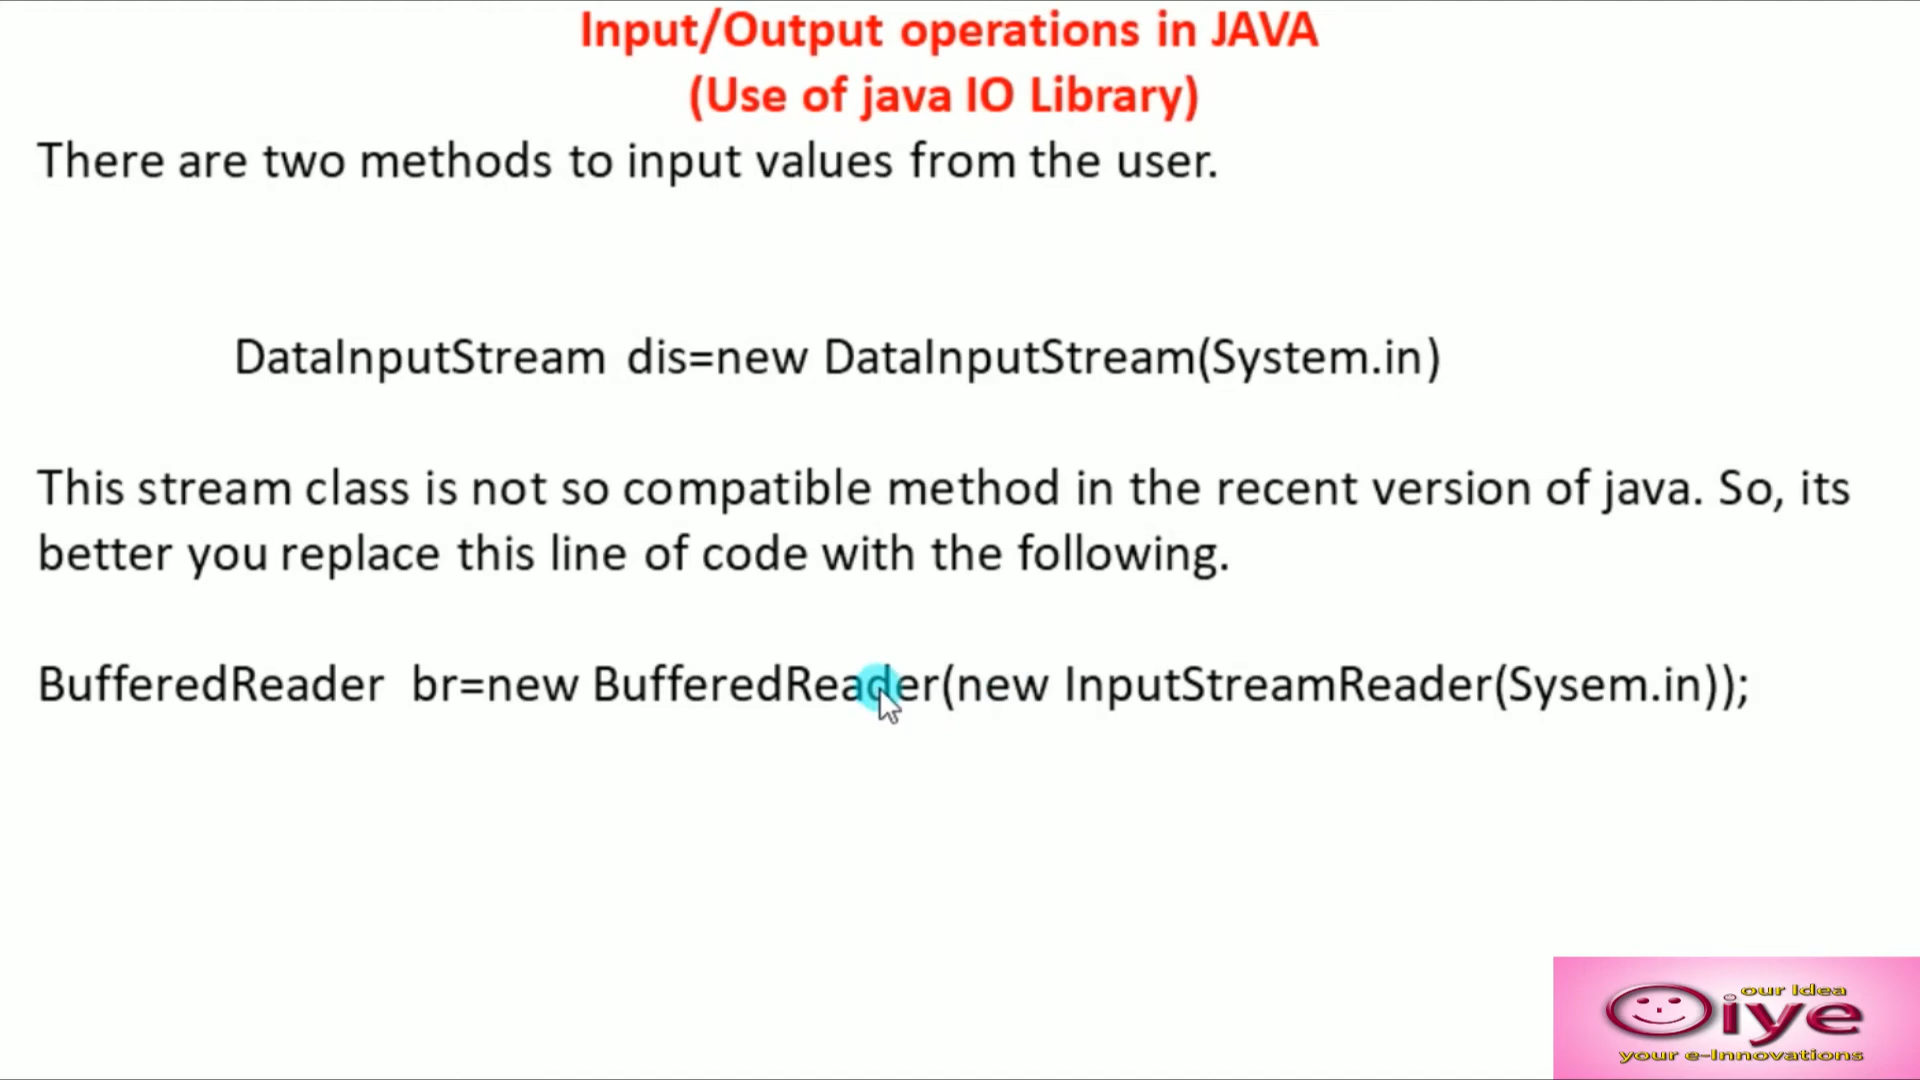 Input/Output operations in JAVA
(Use of java IO Library)
There are two methods to input values from the user.
DataInputStream dis=new DataInputStream(System.in)
This stream class is not so compatible method in the recent version of java. So, its
better you replace this line of code with the following.
BufferedReader br=new BufferedReader(new InputStreamReader(Sysem.in));
our Idea
Oiye
your e-Innovations